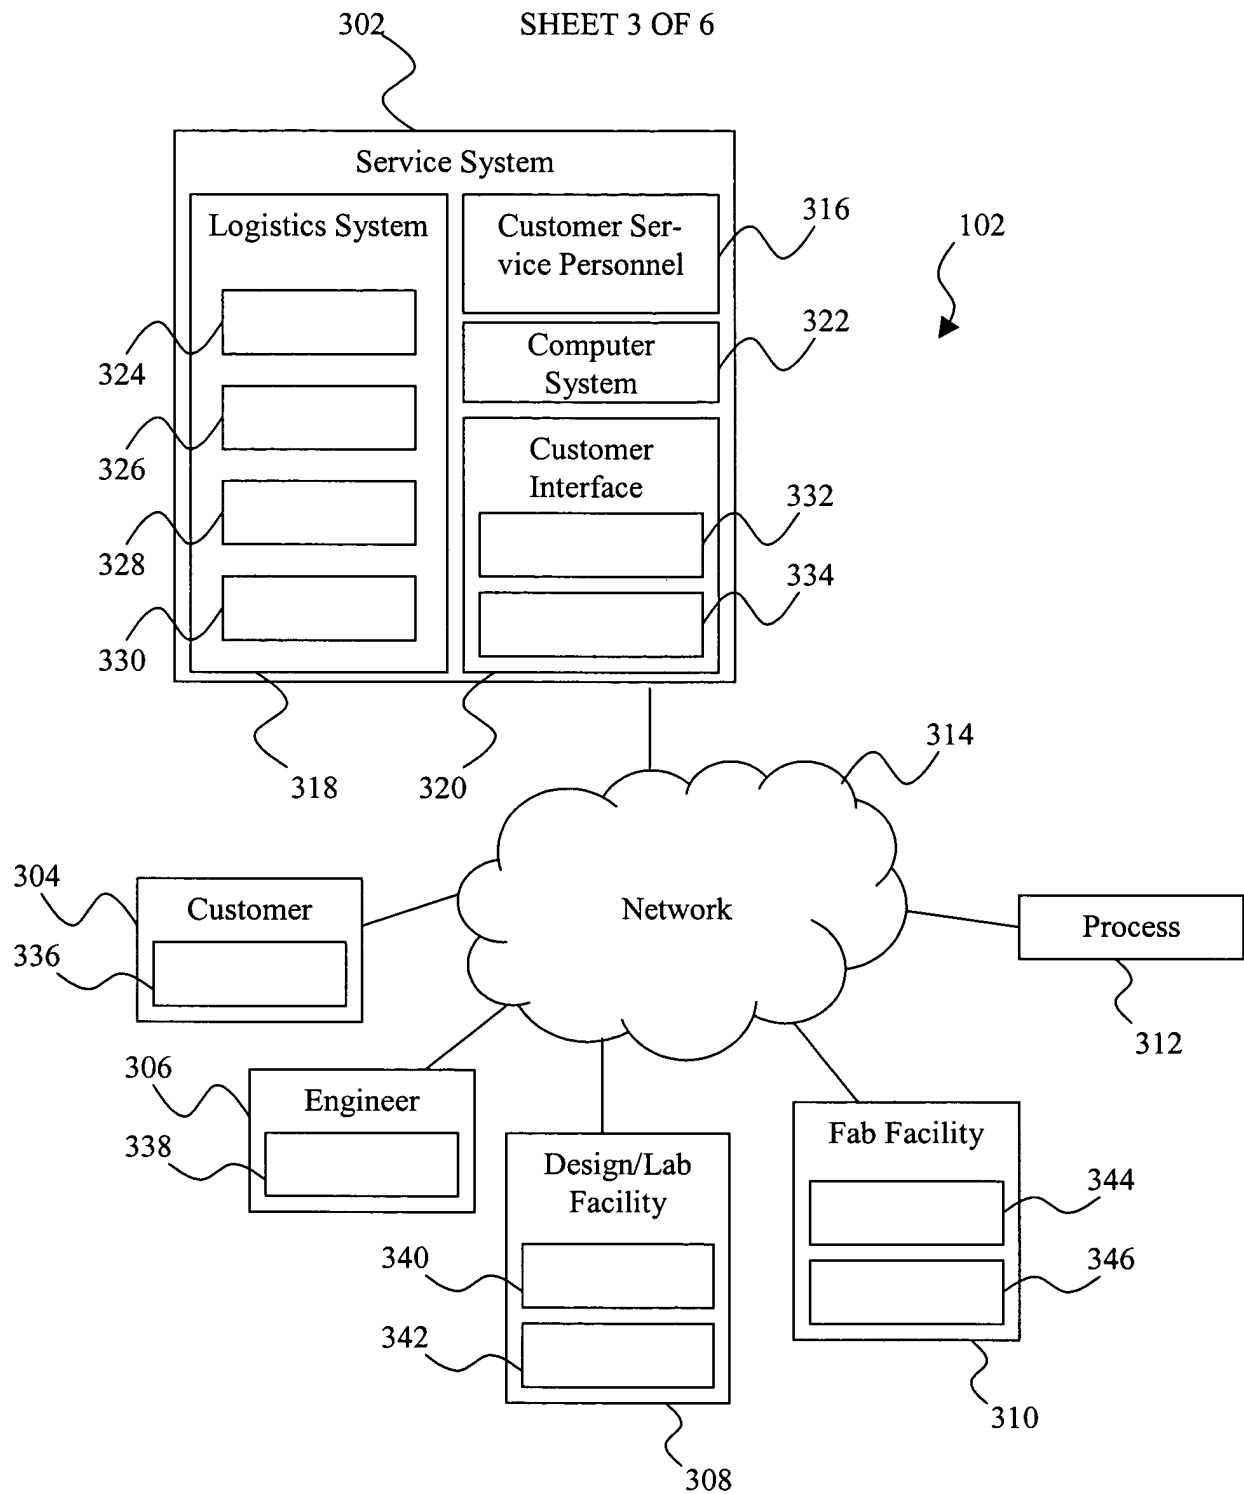 302
SHEET 3 OF 6
Service System
Logistics System
Customer Ser-
vice Personnel
316
102
Computer
System
322
324
326
Customer
Interface
332
328
334
330
318
320
314
304
Customer
336
Network
Process
312
306
Engineer
338
Design/Lab
Facility
340
342
308
Fab Facility
344
346
310